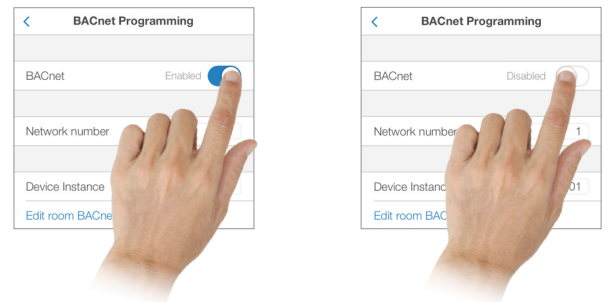 BACnet Programming
BACnet Enabled
Network number
Device Instance
Edit room BACne
BACnet Programming
BACnet Disabled
Network number 1
Device Instanc 01
Edit room BAC